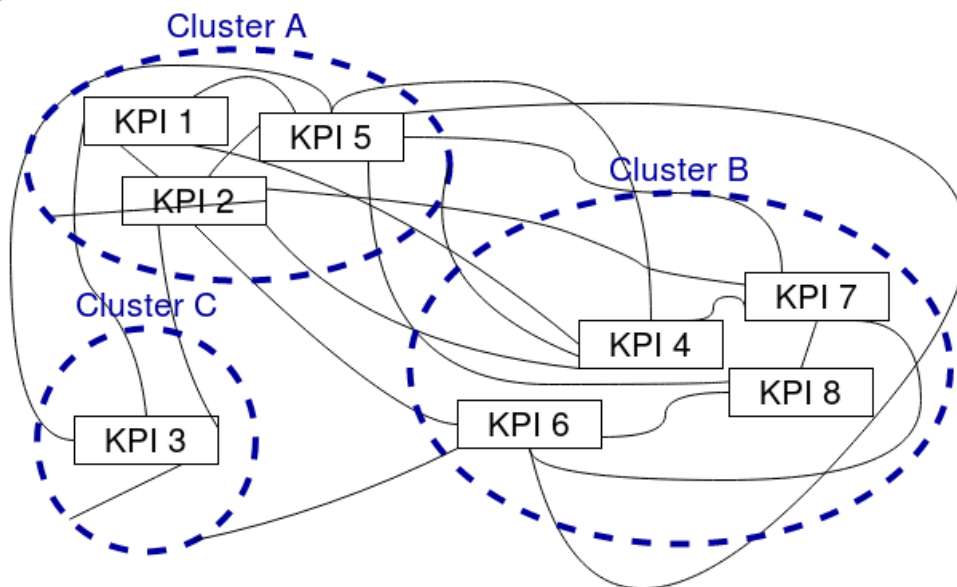 Cluster A
KPI 1
KPI 5
KPI 2
Cluster B
KPI 7
Cluster C
KPI 4
KPI 8
KPI 6
KPI 3